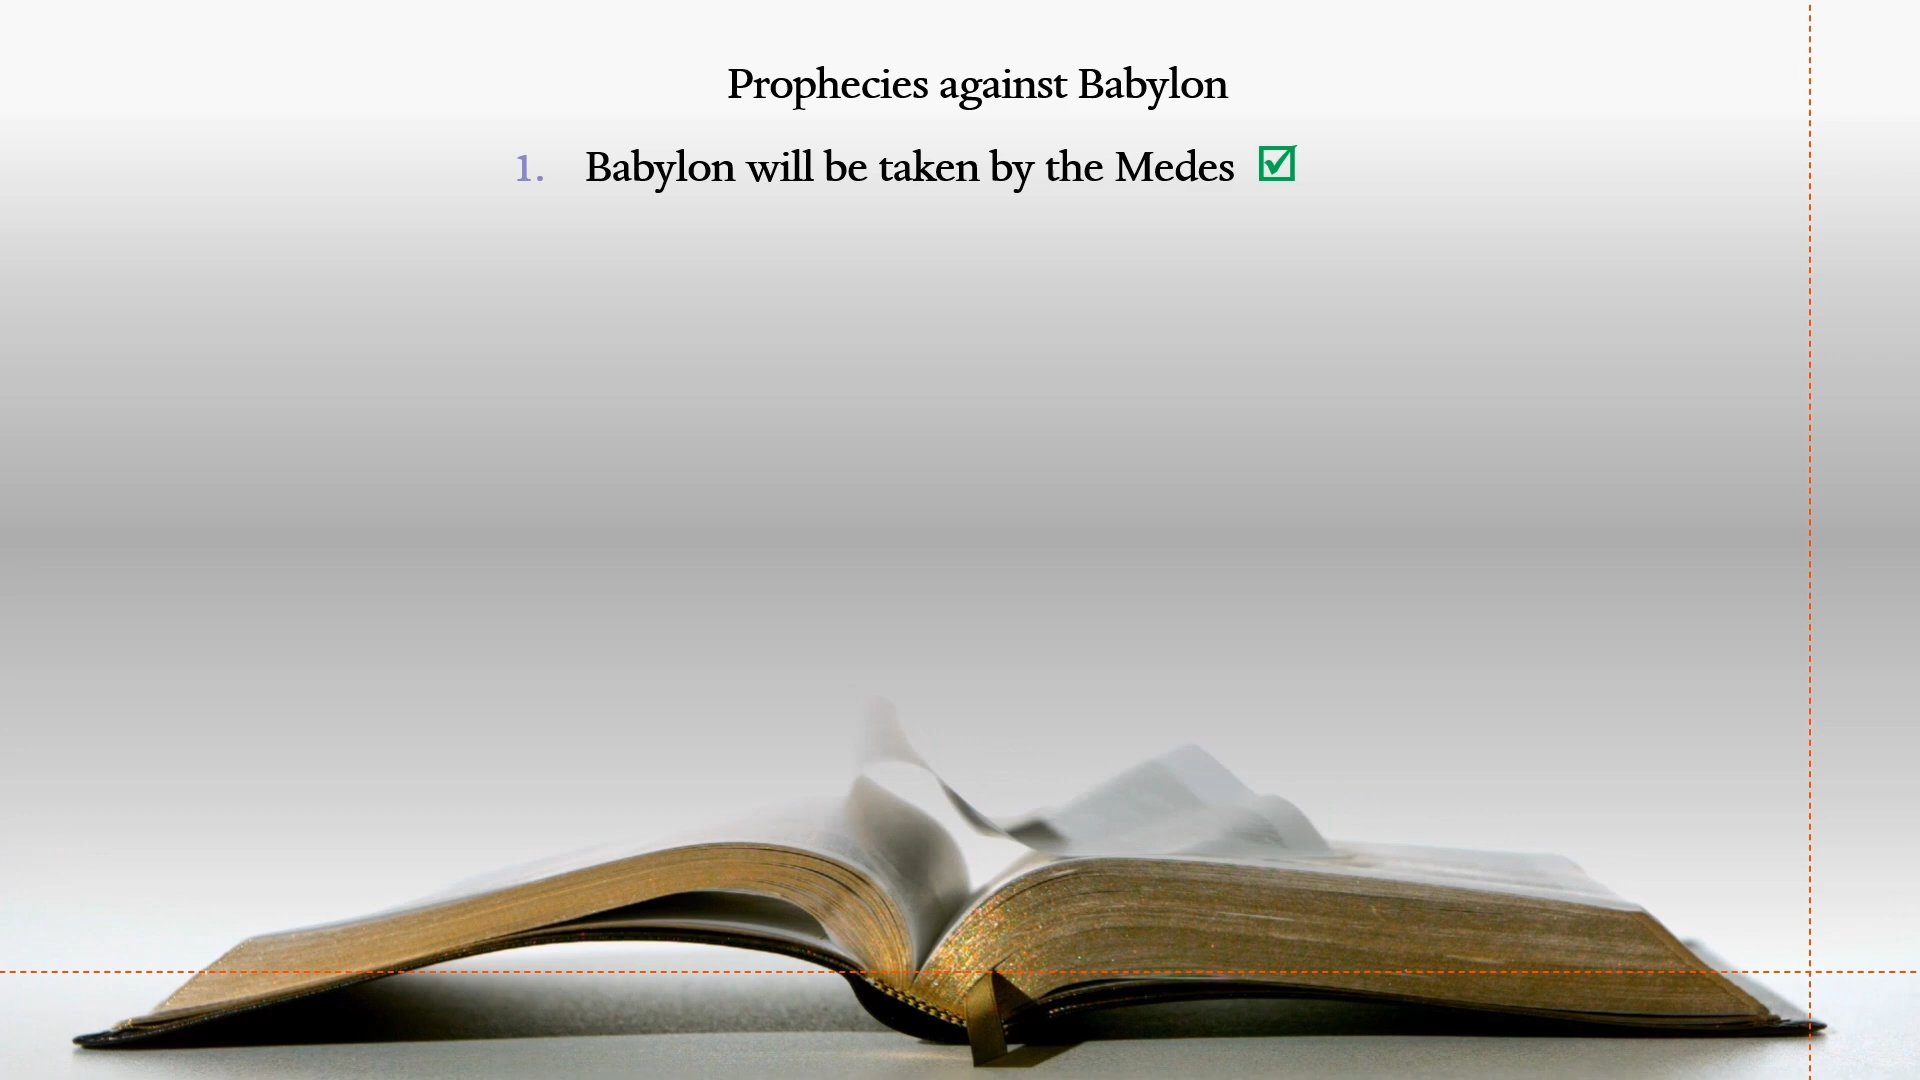 Prophecies against Babylon
1. Babylon will be taken by the Medes ☑